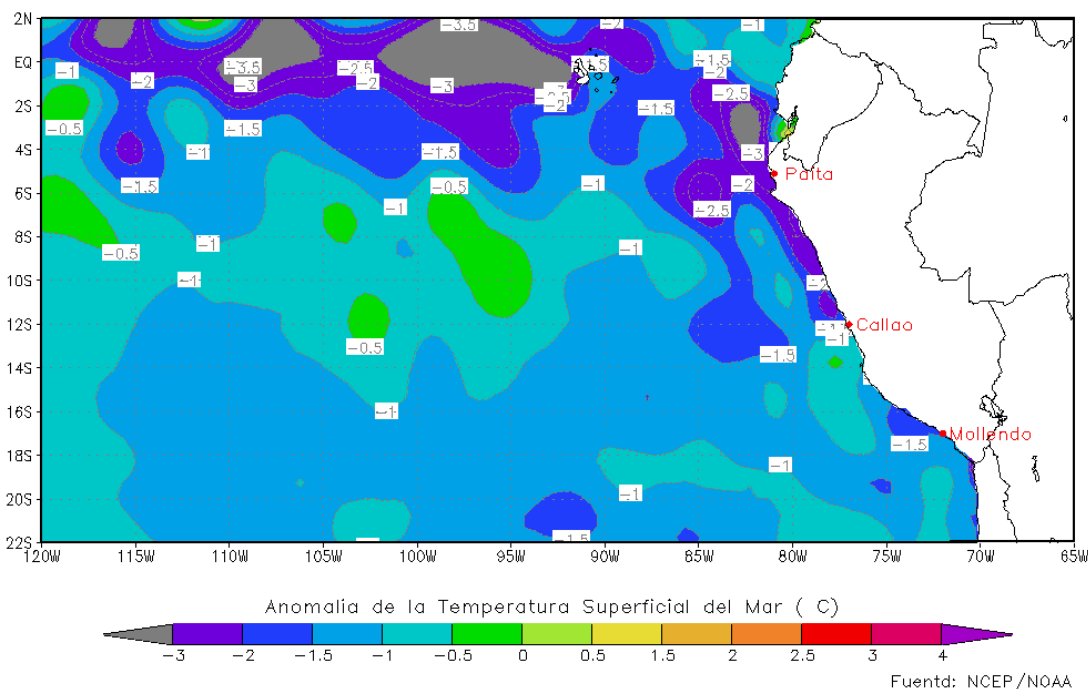 2N
-3.5
-2
-1
EQ
-3.5
-2.5
-1.5
-1.5
-1
-2
-3
-2
-3
-2
-2.5
2S
-2
-1.5
-0.5
-1.5
4S
-1
-1.5
-3
Paita
6S
-1.5
-0.5
-1
-2
8S
-1
-2.5
-0.5
-1
-1
10S
-1
-2
12S
Callao
-1
-0.5
-1.5
14S
16S
-1
Mollendo
-1.5
18S
-1
20S
-1
22S
-1.5
120W 115W 110W 105W 100W 95W 90W 85W 80W 75W 70W 65W
Anomalia de la Temperatura Superficial del Mar ( C)
-3 -2 -1.5 -1 -0.5 0 0.5 1.5 2 2.5 3 4
Fuentd: NCEP/NOAA